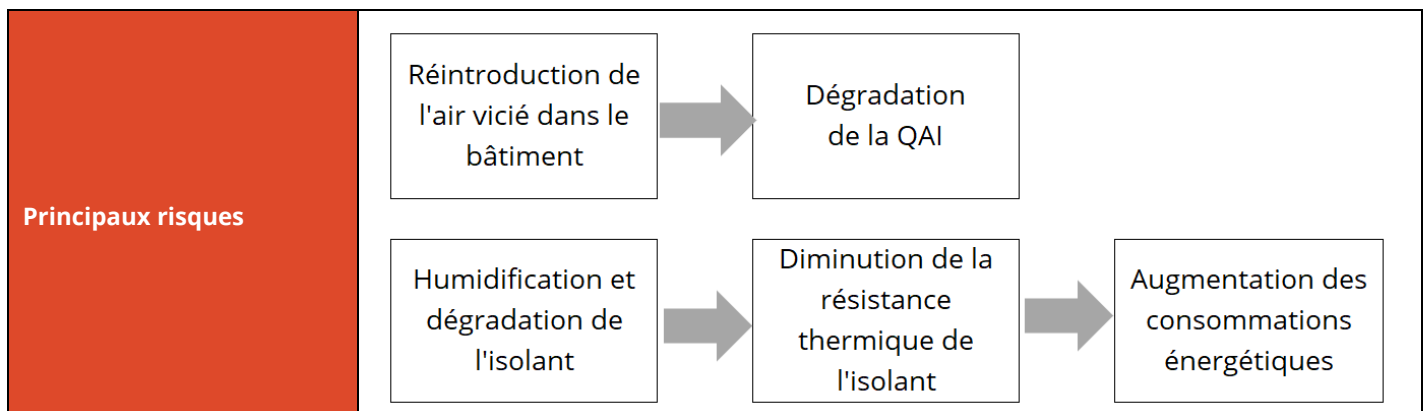 Principaux risques
Réintroduction de
l'air vicié dans le
bâtiment
Dégradation
de la QAI
Humidification et
dégradation de
l'isolant
Diminution de la
résistance
thermique de
l'isolant
Augmentation des
consommations
énergétiques